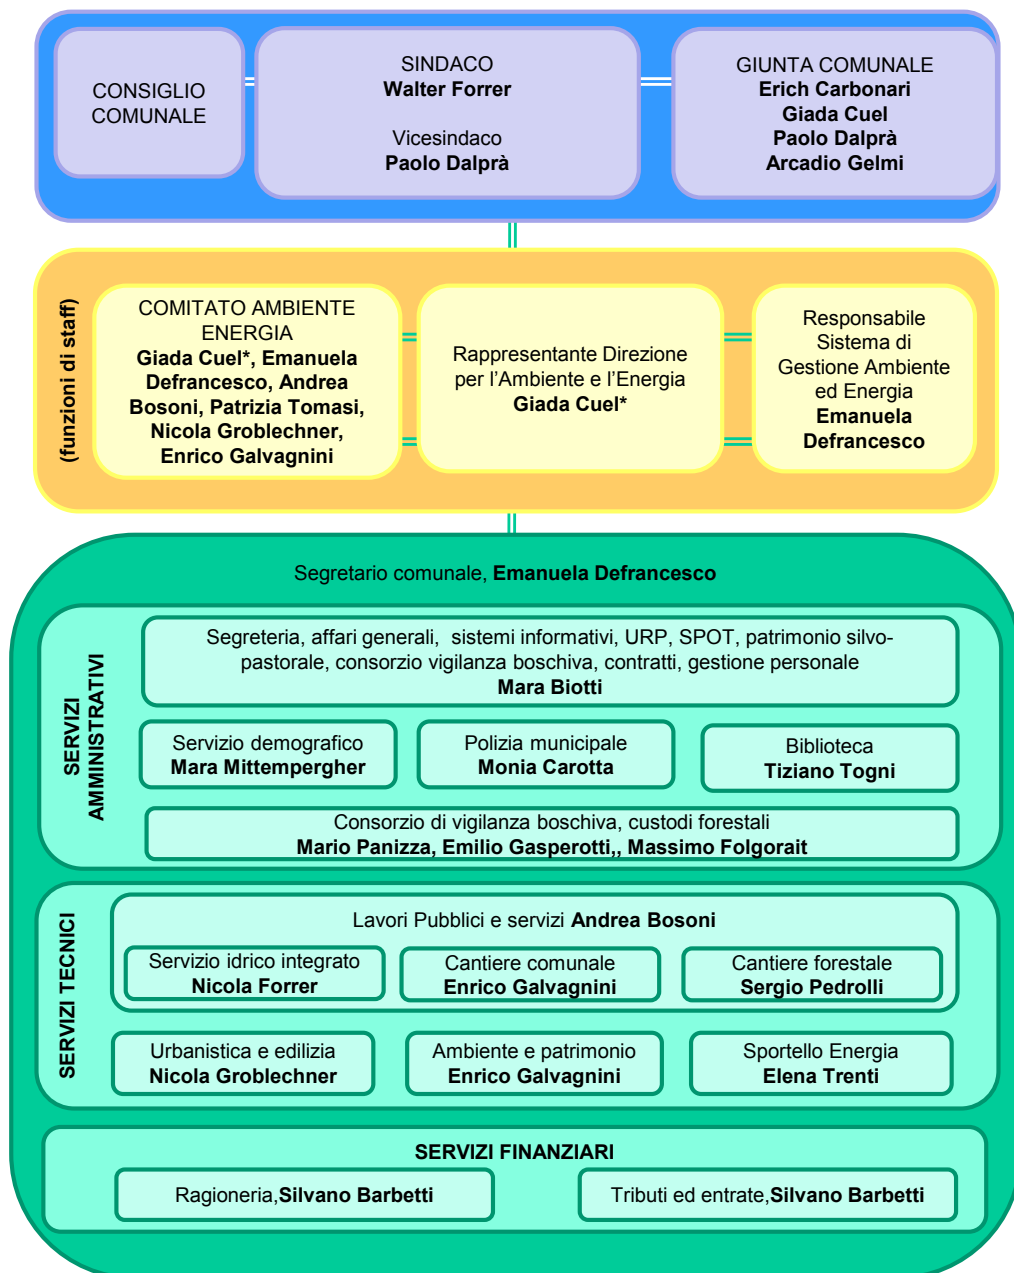 CONSIGLIO
COMUNALE
SINDACO
Walter Forrer
Vicesindaco
Paolo Dalprà
GIUNTA COMUNALE
Erich Carbonari
Giada Cuel
Paolo Dalprà
Arcadio Gelmi
(funzioni di staff)
COMITATO AMBIENTE
ENERGIA
Giada Cuel*, Emanuela
Defrancesco, Andrea
Bosoni, Patrizia Tomasi,
Nicola Groblechner,
Enrico Galvagnini
Rappresentante Direzione
per l'Ambiente e l'Energia
Giada Cuel*
Responsabile
Sistema di
Gestione Ambiente
ed Energia
Emanuela
Defrancesco
Segretario comunale, Emanuela Defrancesco
SERVIZI
AMMINISTRATIVI
Segreteria, affari generali, sistemi informativi, URP, SPOT, patrimonio silvo-
pastorale, consorzio vigilanza boschiva, contratti, gestione personale
Mara Biotti
Servizio demografico
Mara Mittempergher
Polizia municipale
Monia Carotta
Biblioteca
Tiziano Togni
Consorzio di vigilanza boschiva, custodi forestali
Mario Panizza, Emilio Gasperotti,, Massimo Folgorait
SERVIZI TECNICI
Lavori Pubblici e servizi Andrea Bosoni
Servizio idrico integrato
Nicola Forrer
Cantiere comunale
Enrico Galvagnini
Cantiere forestale
Sergio Pedrolli
Urbanistica e edilizia
Nicola Groblechner
Ambiente e patrimonio
Enrico Galvagnini
Sportello Energia
Elena Trenti
SERVIZI FINANZIARI
Ragioneria,Silvano Barbetti
Tributi ed entrate,Silvano Barbetti